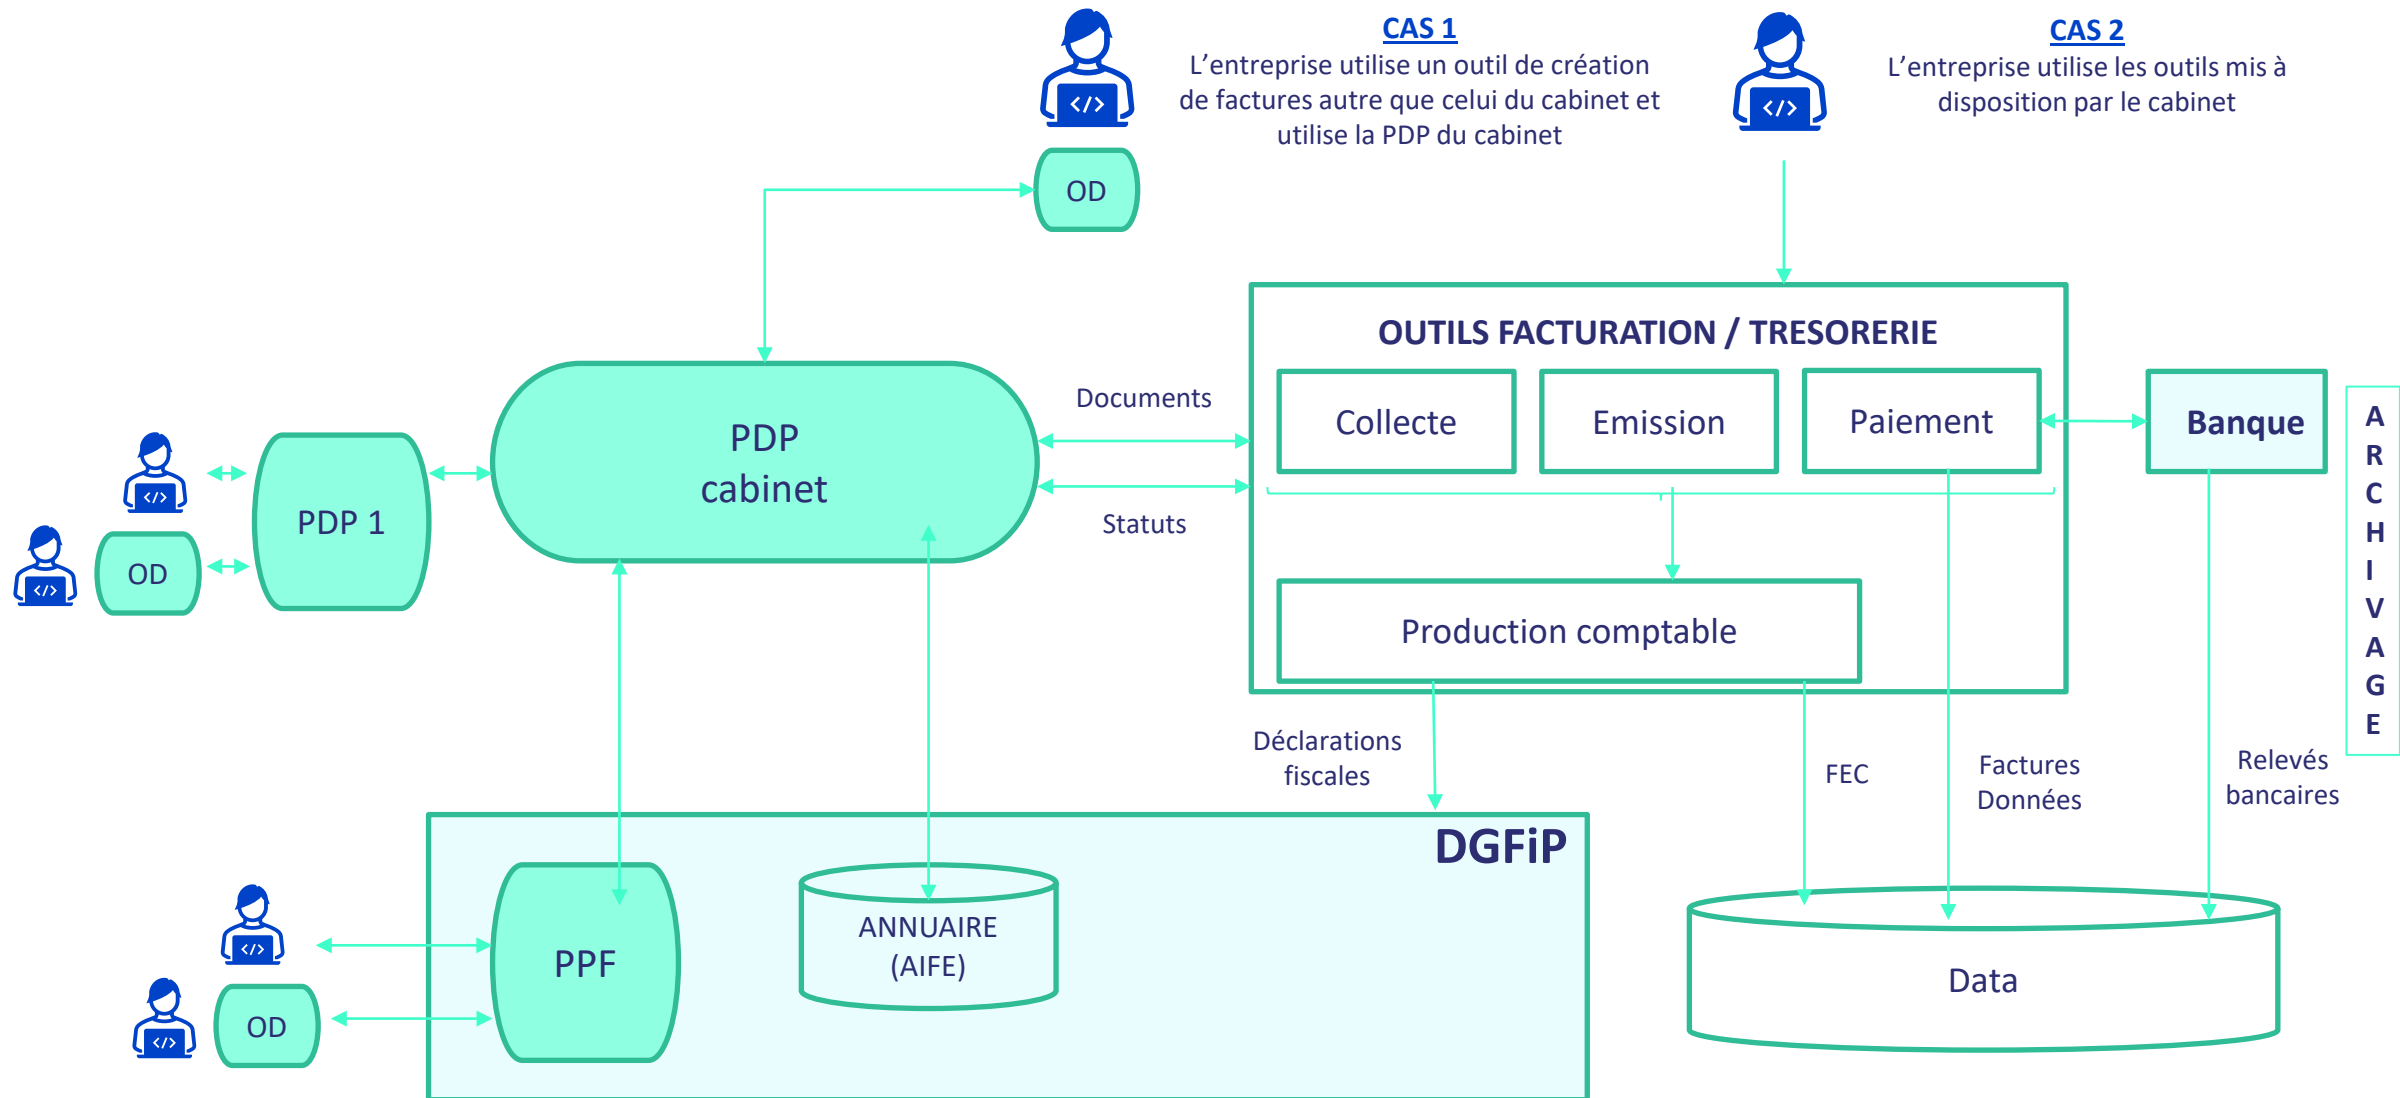 CAS 1
L'entreprise utilise un outil de création
de factures autre que celui du cabinet et
utilise la PDP du cabinet
CAS 2
L'entreprise utilise les outils mis à
disposition par le cabinet
</>
</>
OD
OUTILS FACTURATION / TRESORERIE
Collecte
Emission
Paiement
Banque
ARCHIVAGE
Documents
Statuts
PDP
cabinet
PDP 1
</>
</>
OD
Production comptable
Déclarations
fiscales
FEC
Factures
Données
Relevés
bancaires
DGFiP
PPF
ANNUAIRE
(AIFE)
</>
</>
OD
Data